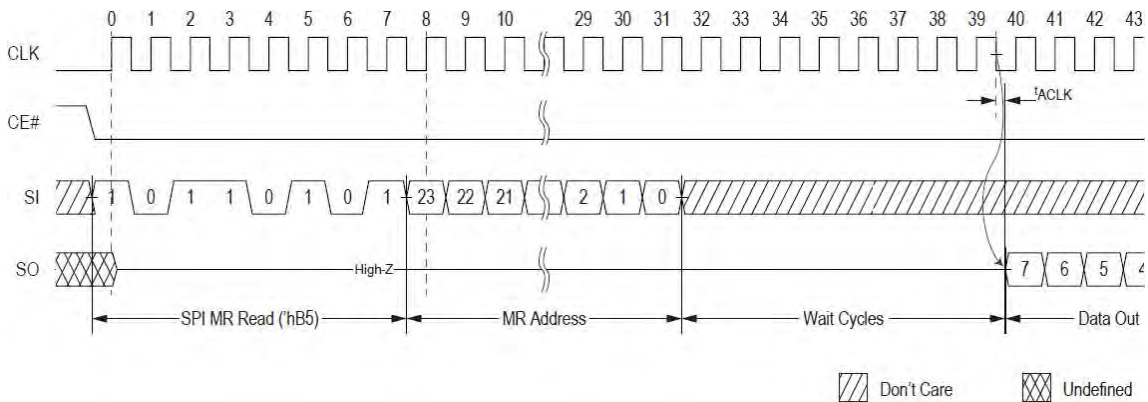 0 1 2 3 4 5 6 7 8 9 10 29 30 31 32 33 34 35 36 37 38 39 40 41 42 43
CLK
tACLK
CE#
SI 1 0 1 1 0 1 0 1 23 22 21 2 1 0
SO High-Z 7 6 5 4
SPI MR Read ('hB5) MR Address Wait Cycles Data Out
Don't Care Undefined